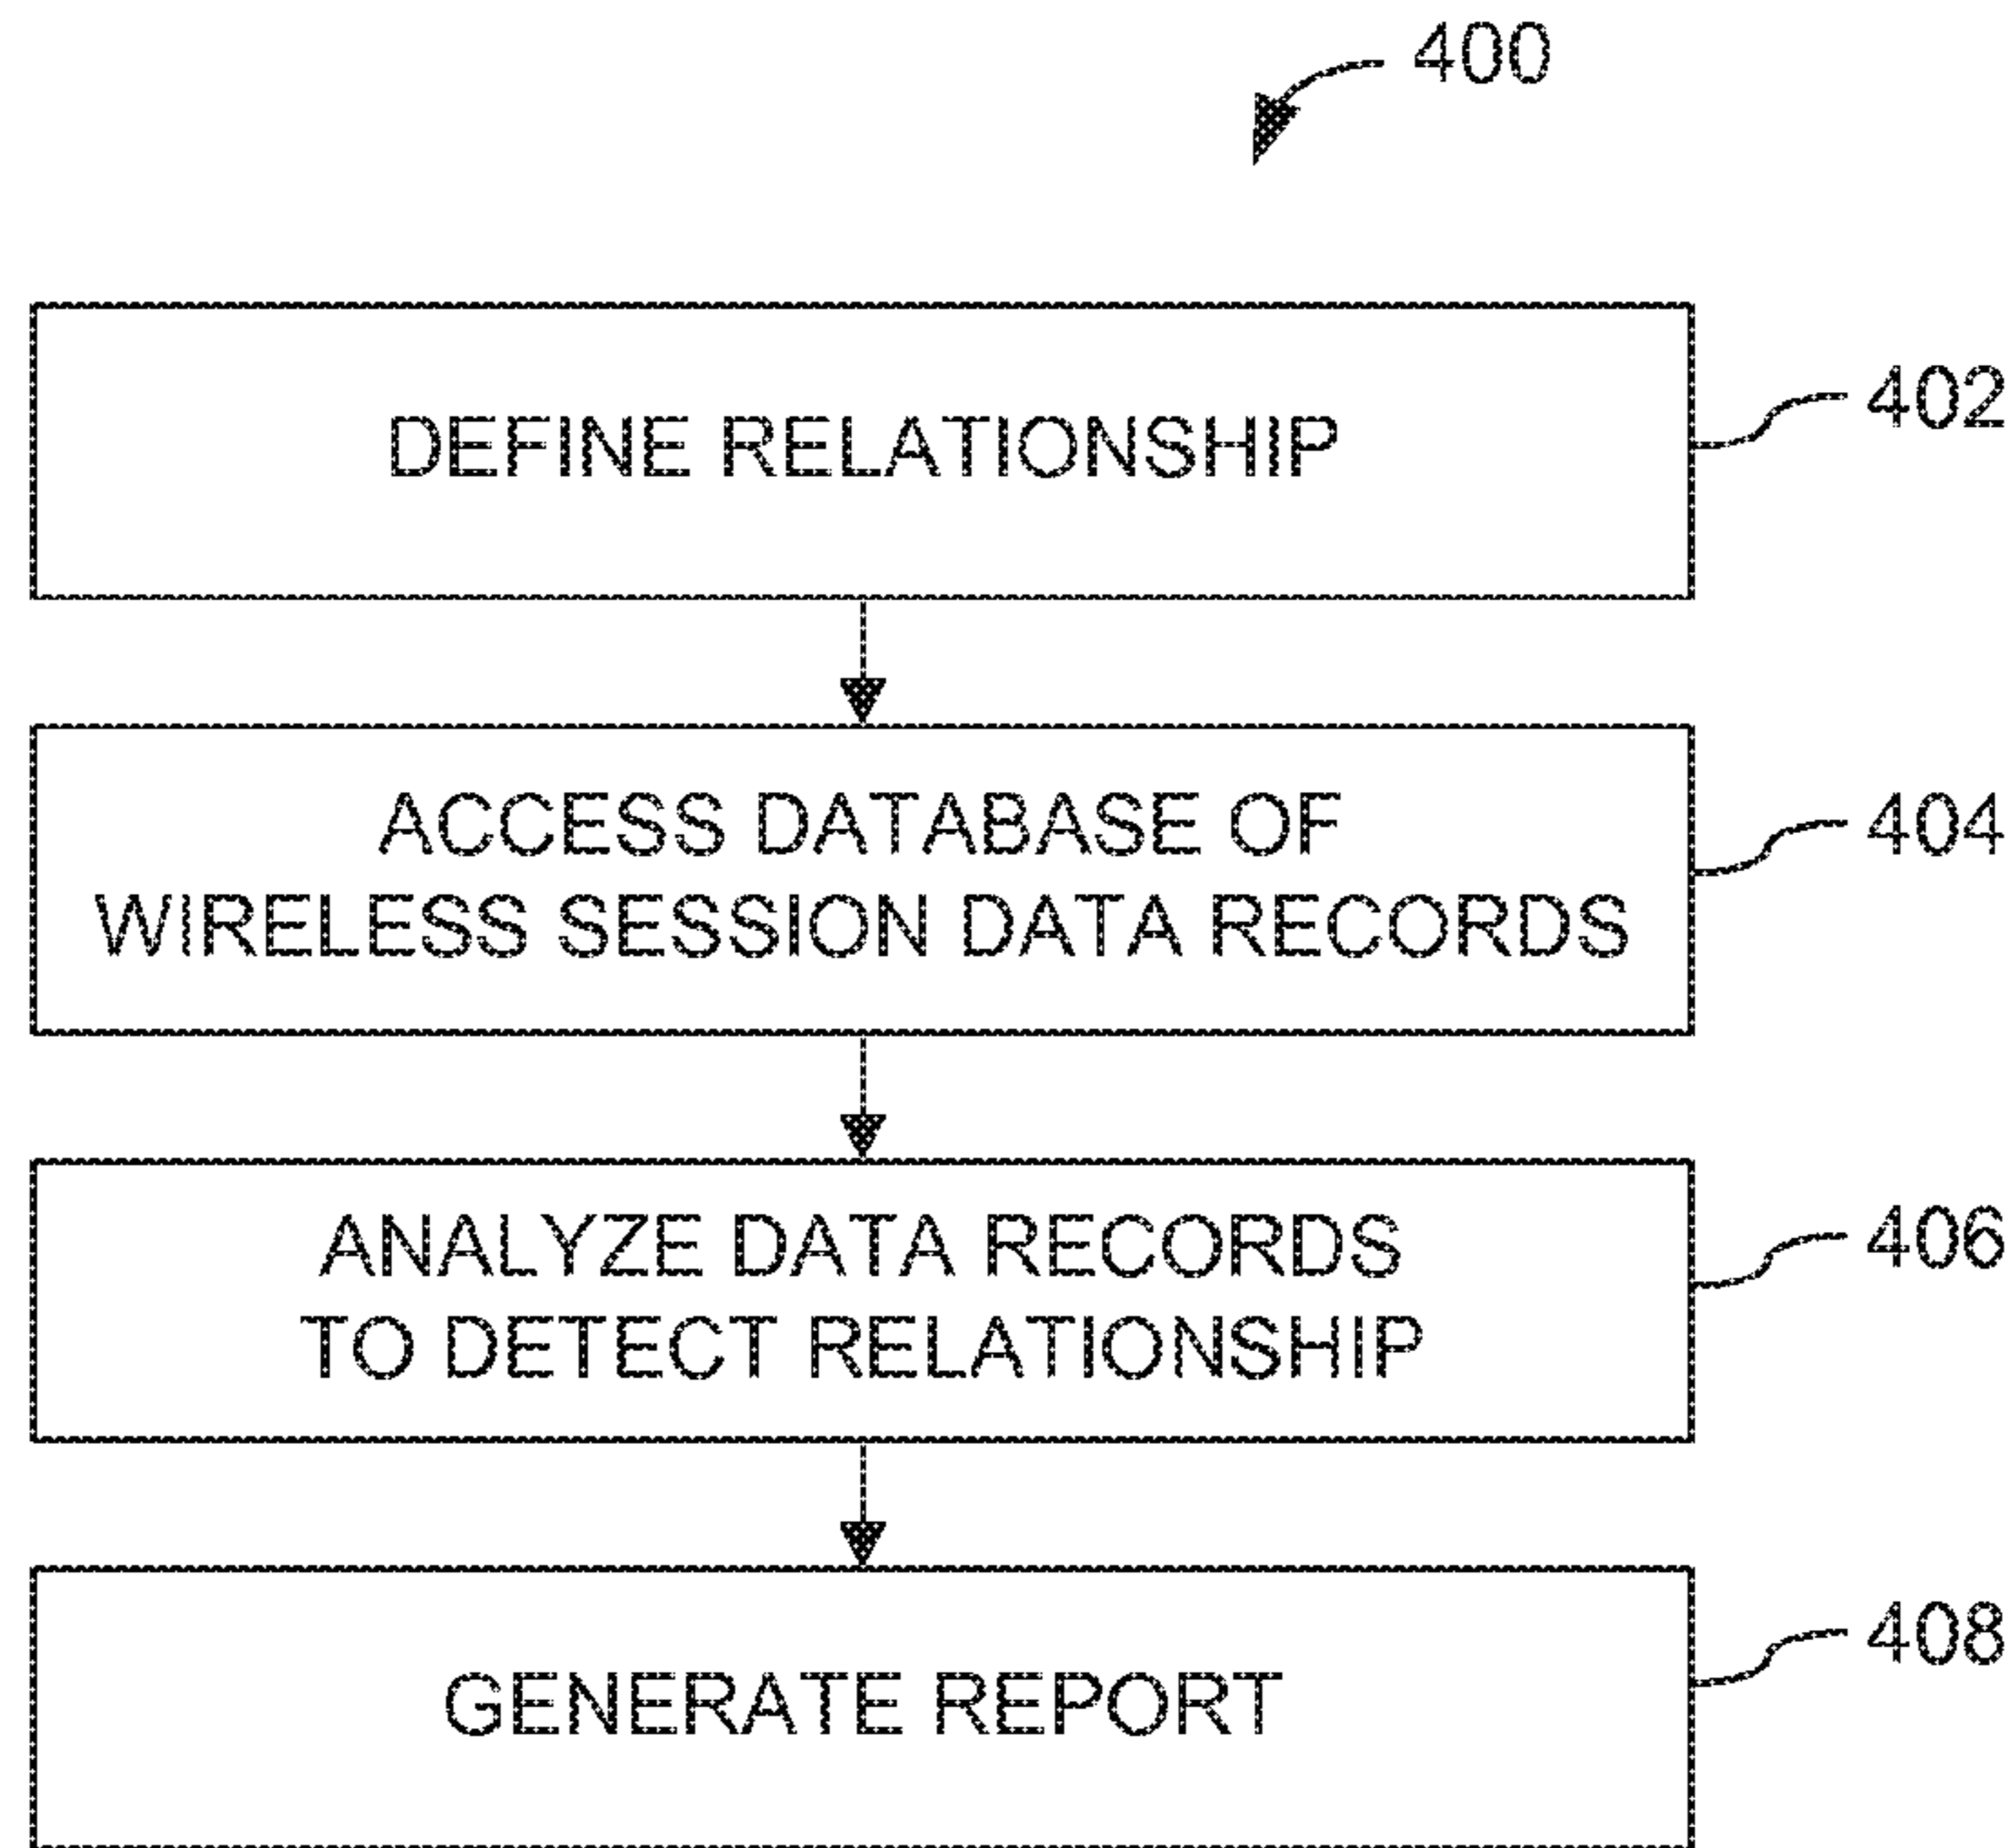 400
DEFINE RELATIONSHIP
402
ACCESS DATABASE OF
WIRELESS SESSION DATA RECORDS
404
ANALYZE DATA RECORDS
TO DETECT RELATIONSHIP
406
GENERATE REPORT
408